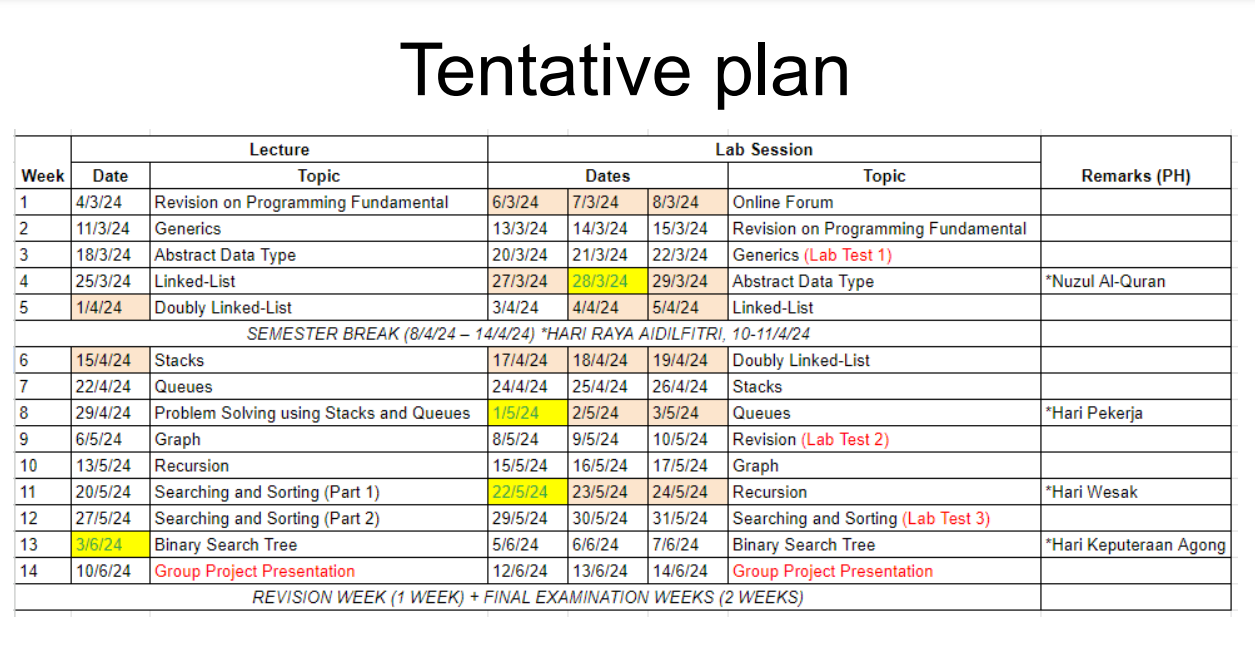 Tentative plan
Lecture Lab Session
Week Date Topic Dates Topic Remarks (PH)
1 4/3/24 Revision on Programming Fundamental 6/3/24 7/3/24 8/3/24 Online Forum
2 11/3/24 Generics 13/3/24 14/3/24 15/3/24 Revision on Programming Fundamental
3 18/3/24 Abstract Data Type 20/3/24 21/3/24 22/3/24 Generics (Lab Test 1)
4 25/3/24 Linked-List 27/3/24 28/3/24 29/3/24 Abstract Data Type *Nuzul Al-Quran
5 1/4/24 Doubly Linked-List 3/4/24 4/4/24 5/4/24 Linked-List
SEMESTER BREAK (8/4/24 – 14/4/24) *HARI RAYA AIDILFITRI, 10-11/4/24
6 15/4/24 Stacks 17/4/24 18/4/24 19/4/24 Doubly Linked-List
7 22/4/24 Queues 24/4/24 25/4/24 26/4/24 Stacks
8 29/4/24 Problem Solving using Stacks and Queues 1/5/24 2/5/24 3/5/24 Queues *Hari Pekerja
9 6/5/24 Graph 8/5/24 9/5/24 10/5/24 Revision (Lab Test 2)
10 13/5/24 Recursion 15/5/24 16/5/24 17/5/24 Graph
11 20/5/24 Searching and Sorting (Part 1) 22/5/24 23/5/24 24/5/24 Recursion *Hari Wesak
12 27/5/24 Searching and Sorting (Part 2) 29/5/24 30/5/24 31/5/24 Searching and Sorting (Lab Test 3)
13 3/6/24 Binary Search Tree 5/6/24 6/6/24 7/6/24 Binary Search Tree *Hari Keputeraan Agong
14 10/6/24 Group Project Presentation 12/6/24 13/6/24 14/6/24 Group Project Presentation
REVISION WEEK (1 WEEK) + FINAL EXAMINATION WEEKS (2 WEEKS)